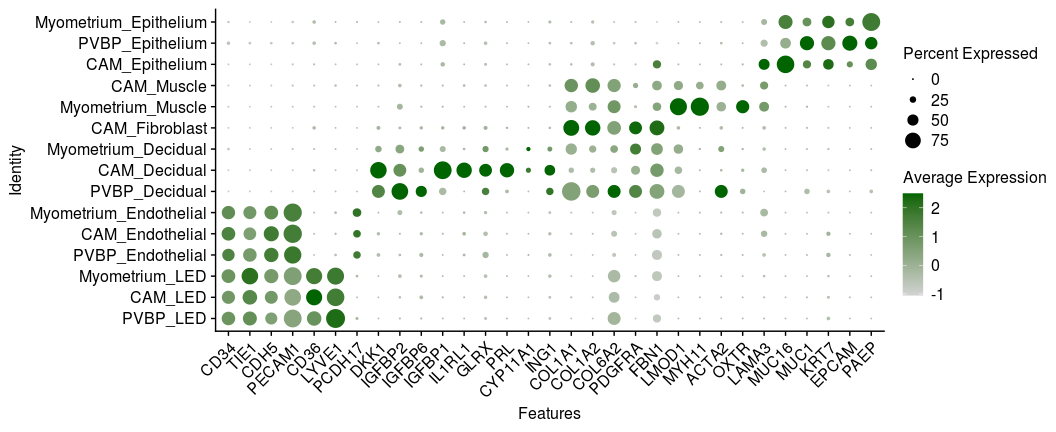 Identity
Myometrium_Epithelium
PVBP_Epithelium
CAM_Epithelium
CAM_Muscle
Myometrium_Muscle
CAM_Fibroblast
Myometrium_Decidual
CAM_Decidual
PVBP_Decidual
Myometrium_Endothelial
CAM_Endothelial
PVBP_Endothelial
Myometrium_LED
CAM_LED
PVBP_LED
CD34
TIE1
CDH5
PECAM1
CD36
LYVE1
PCDH17
DKK1
IGFBP2
IGFBP6
IGFBP1
IL1RL1
GLRX
PRL
CYP11A1
ING1
COL1A1
COL1A2
COL6A2
PDGFRA
FBN1
LMOD1
MYH11
ACTA2
OXTR
LAMA3
MUC16
MUC1
KRT7
EPCAM
PAEP
Features
Percent Expressed
0
25
50
75
Average Expression
2
1
0
-1